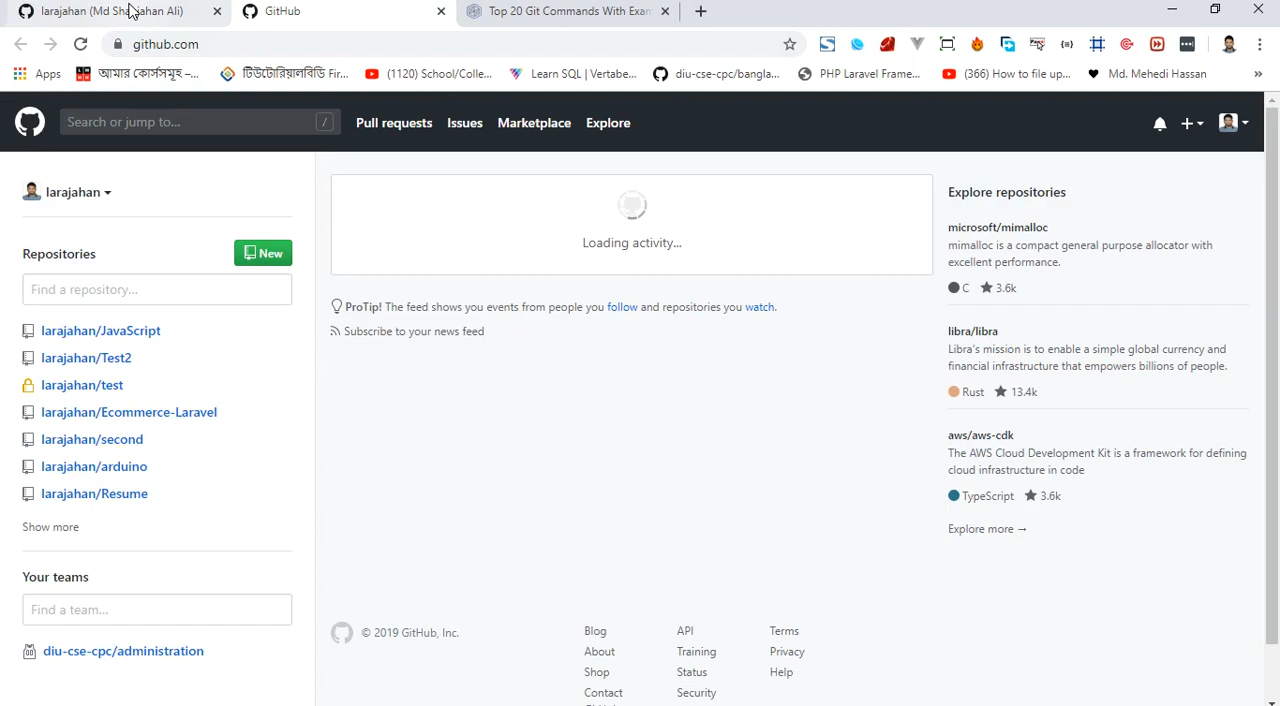 larajahan (Md Shahjahan Ali)
GitHub
Top 20 Git Commands With Exam
github.com
Apps
আমার কোর্সসমূহ –...
টিউটোরিয়ালবিডি Fir...
(1120) School/Colle...
Learn SQL | Vertabe...
diu-cse-cpc/bangla...
PHP Laravel Frame...
(366) How to file up...
Md. Mehedi Hassan
»
Search or jump to...
/
Pull requests
Issues
Marketplace
Explore
larajahan
Repositories
New
Find a repository...
larajahan/JavaScript
larajahan/Test2
larajahan/test
larajahan/Ecommerce-Laravel
larajahan/second
larajahan/arduino
larajahan/Resume
Show more
Your teams
Find a team...
diu-cse-cpc/administration
Loading activity...
ProTip! The feed shows you events from people you follow and repositories you watch.
Subscribe to your news feed
Explore repositories
microsoft/mimalloc
mimalloc is a compact general purpose allocator with
excellent performance.
C 3.6k
libra/libra
Libra's mission is to enable a simple global currency and
financial infrastructure that empowers billions of people.
Rust 13.4k
aws/aws-cdk
The AWS Cloud Development Kit is a framework for defining
cloud infrastructure in code
TypeScript 3.6k
Explore more →
© 2019 GitHub, Inc.
Blog
About
Shop
Contact
API
Training
Status
Security
Terms
Privacy
Help